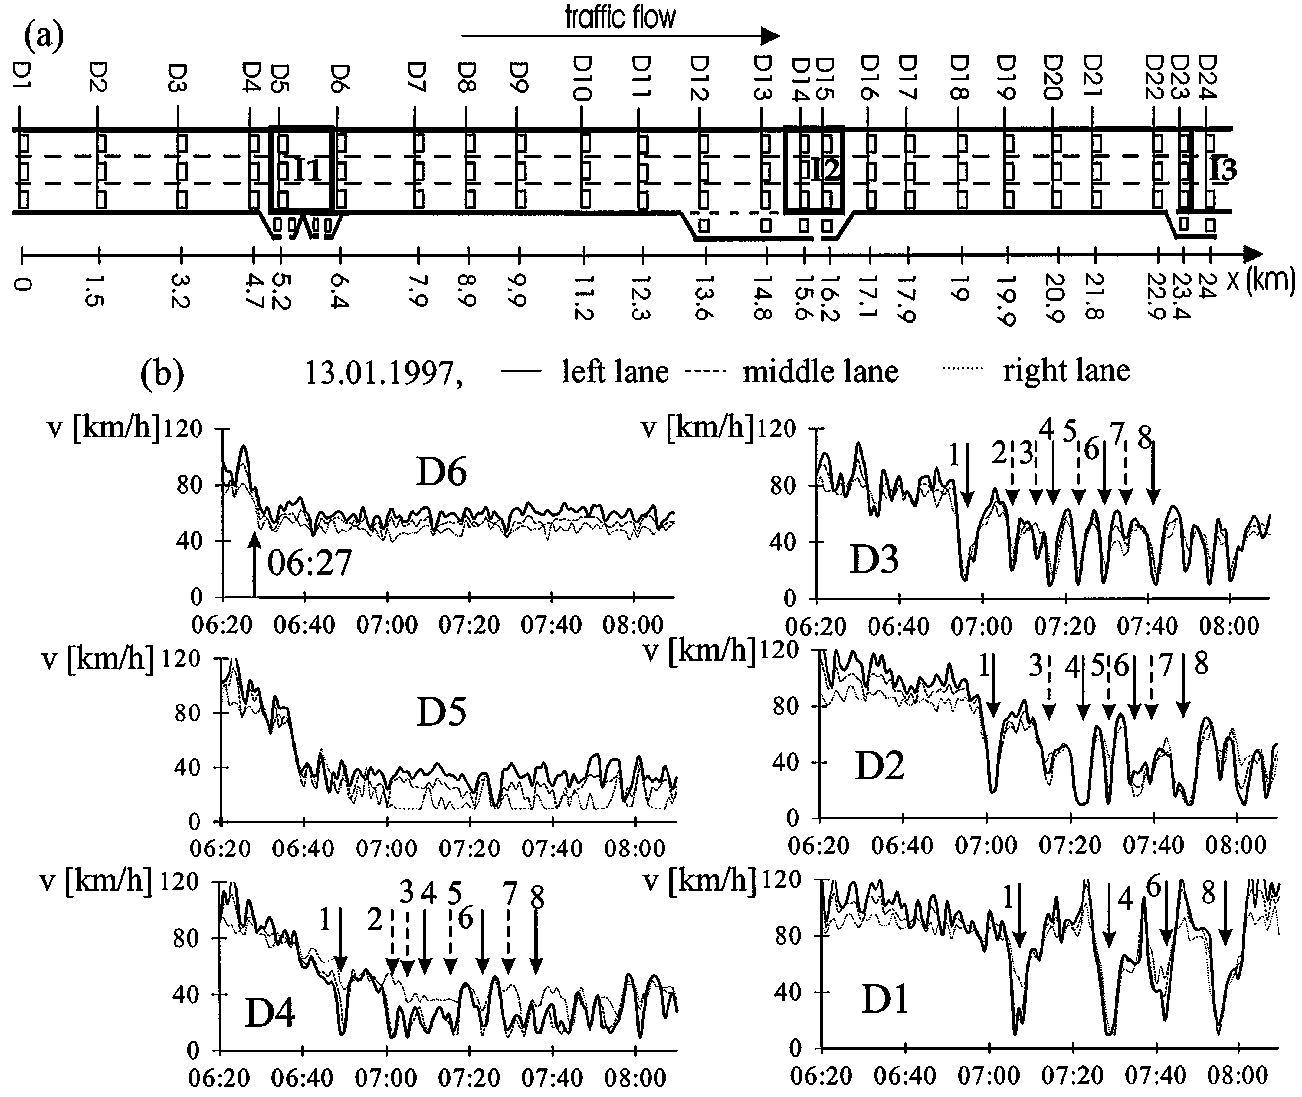 (a)
traffic flow
D1 D2 D3 D4 D5 D6 D7 D8 D9 D10 D11 D12 D13 D14 D15 D16 D17 D18 D19 D20 D21 D22 D23 D24
I1 I2 I3
0 1.5 3.2 4.7 5.2 6.4 7.9 8.9 9.9 11.2 12.3 13.6 14.8 15.6 16.2 17.1 17.9 19 19.9 20.9 21.8 22.9 23.4 24 x (km)
(b) 13.01.1997, left lane middle lane right lane
v [km/h]
120
80
40
0
D6
06:27
06:20 06:40 07:00 07:20 07:40 08:00
v [km/h]
120
80
40
0
1 2 3 4 5 6 7 8
D3
06:20 06:40 07:00 07:20 07:40 08:00
v [km/h]
120
80
40
0
D5
06:20 06:40 07:00 07:20 07:40 08:00
v [km/h]
120
80
40
0
1 3 4 5 6 7 8
D2
06:20 06:40 07:00 07:20 07:40 08:00
v [km/h]
120
80
40
0
1 2 3 4 5 6 7 8
D4
06:20 06:40 07:00 07:20 07:40 08:00
v [km/h]
120
80
40
0
1 4 6 8
D1
06:20 06:40 07:00 07:20 07:40 08:00